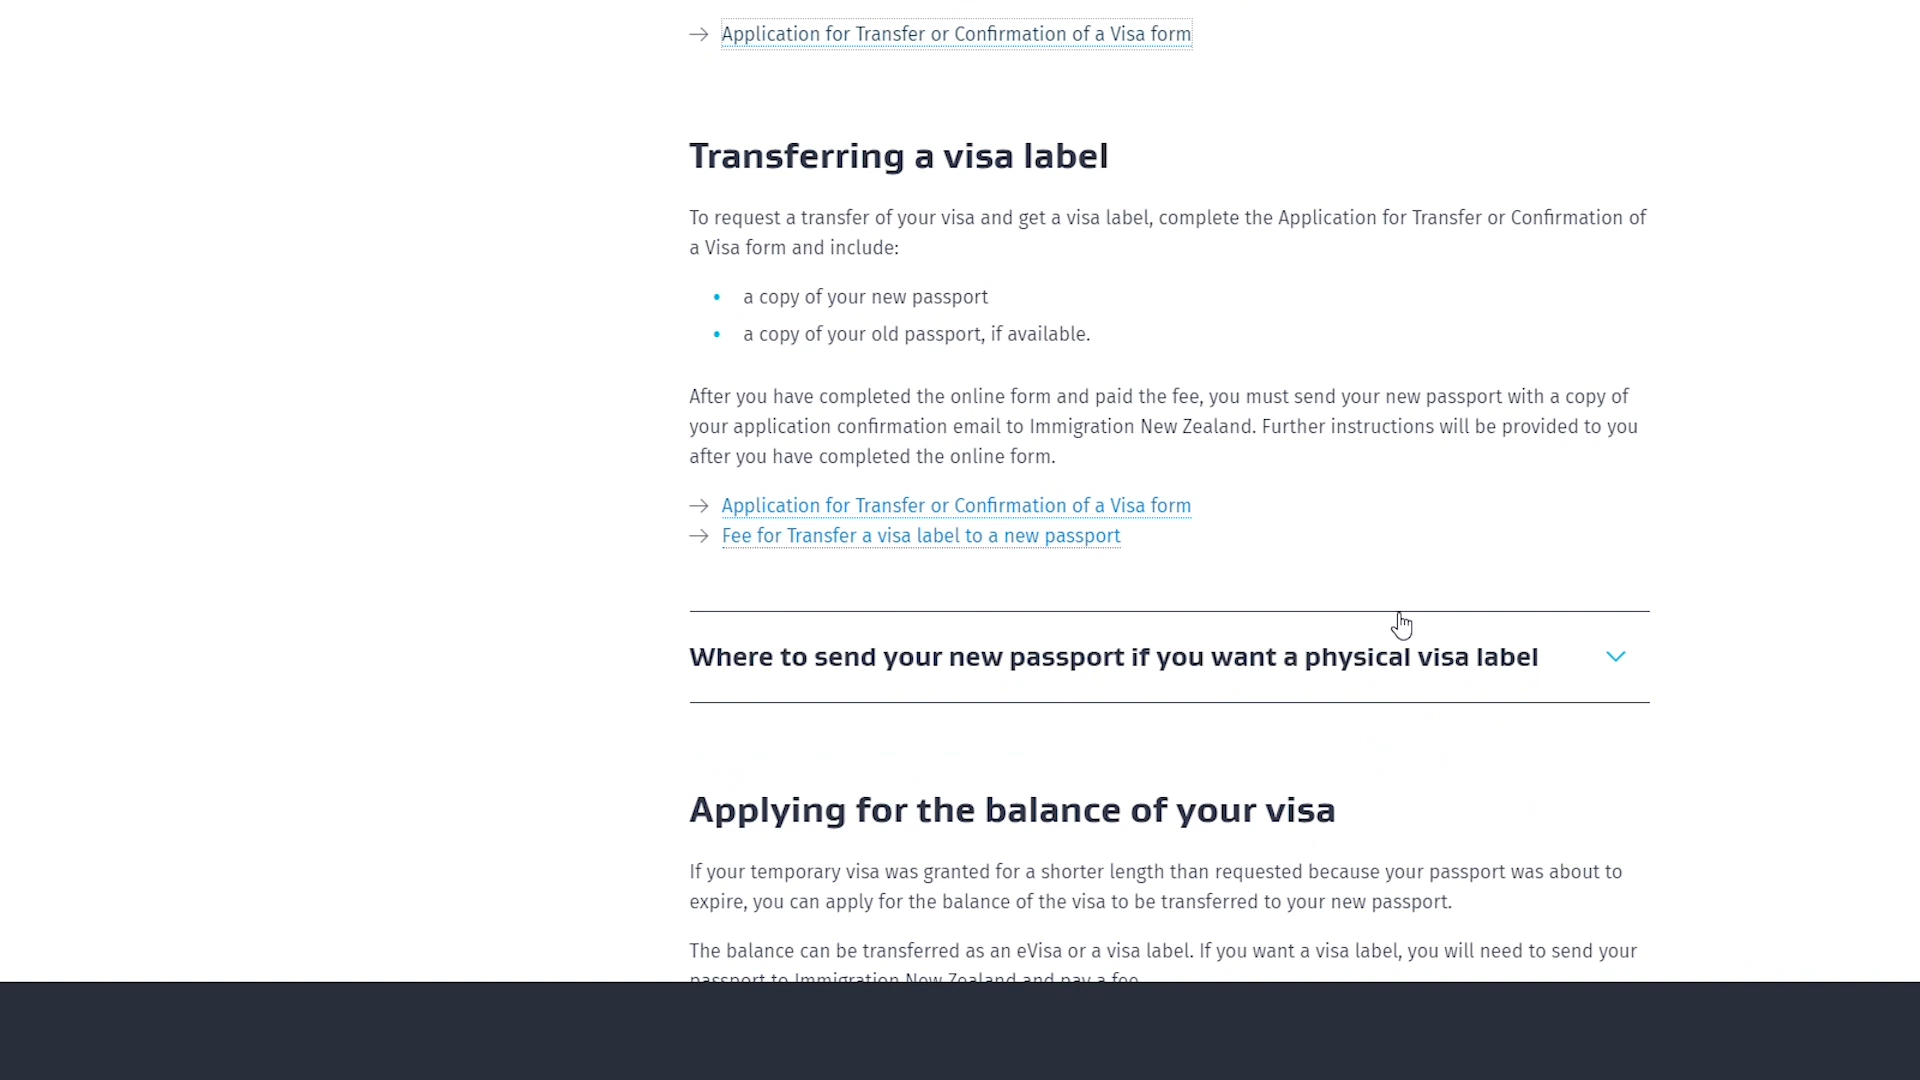 Application for Transfer or Confirmation of a Visa form
Transferring a visa label
To request a transfer of your visa and get a visa label, complete the Application for Transfer or Confirmation of
a Visa form and include:
a copy of your new passport
a copy of your old passport, if available.
After you have completed the online form and paid the fee, you must send your new passport with a copy of
your application confirmation email to Immigration New Zealand. Further instructions will be provided to you
after you have completed the online form.
Application for Transfer or Confirmation of a Visa form
Fee for Transfer a visa label to a new passport
Where to send your new passport if you want a physical visa label
Applying for the balance of your visa
If your temporary visa was granted for a shorter length than requested because your passport was about to
expire, you can apply for the balance of the visa to be transferred to your new passport.
The balance can be transferred as an eVisa or a visa label. If you want a visa label, you will need to send your
passport to Immigration New Zealand and pay a fee.